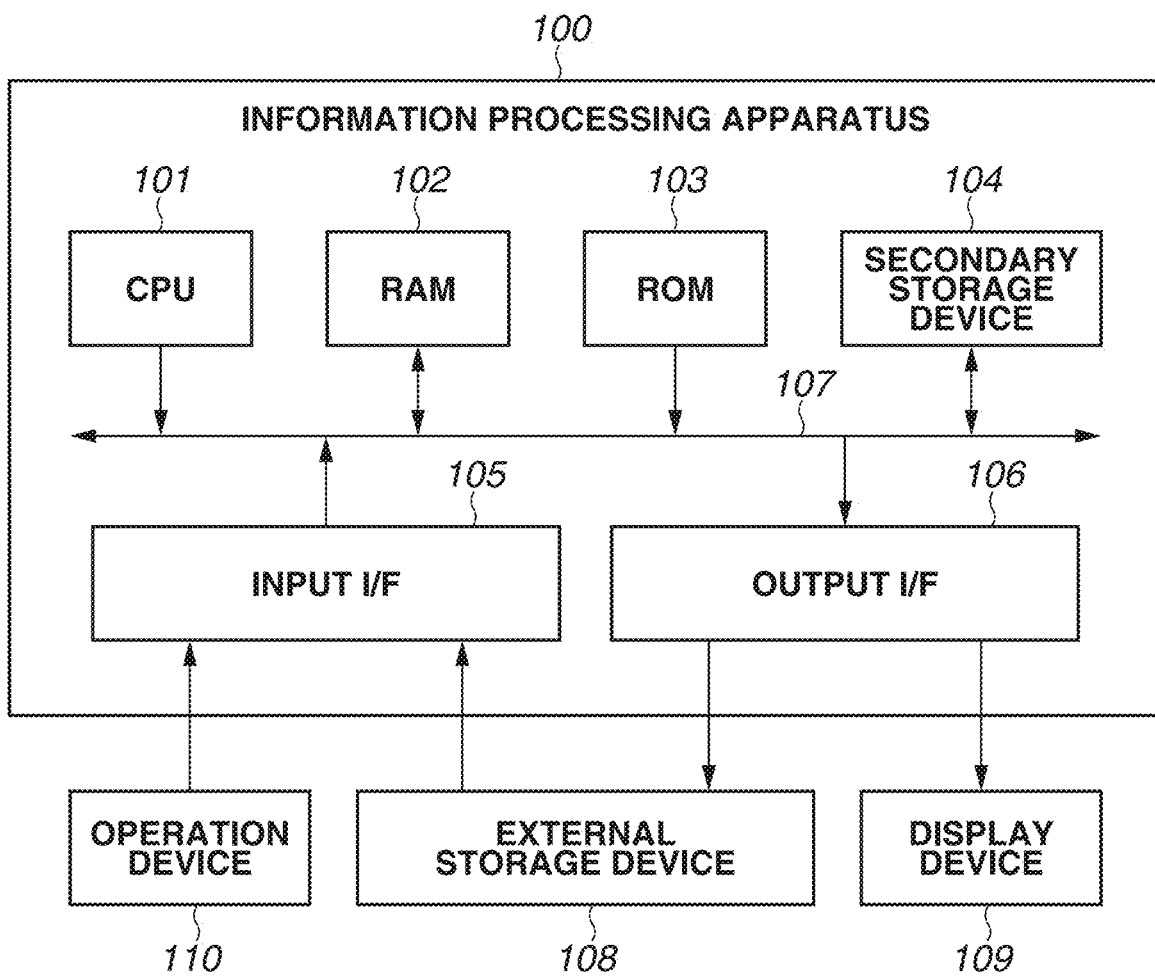 100
INFORMATION PROCESSING APPARATUS
101
102
103
104
CPU
RAM
ROM
SECONDARY
STORAGE
DEVICE
107
105
106
INPUT I/F
OUTPUT I/F
OPERATION
DEVICE
EXTERNAL
STORAGE DEVICE
DISPLAY
DEVICE
110
108
109